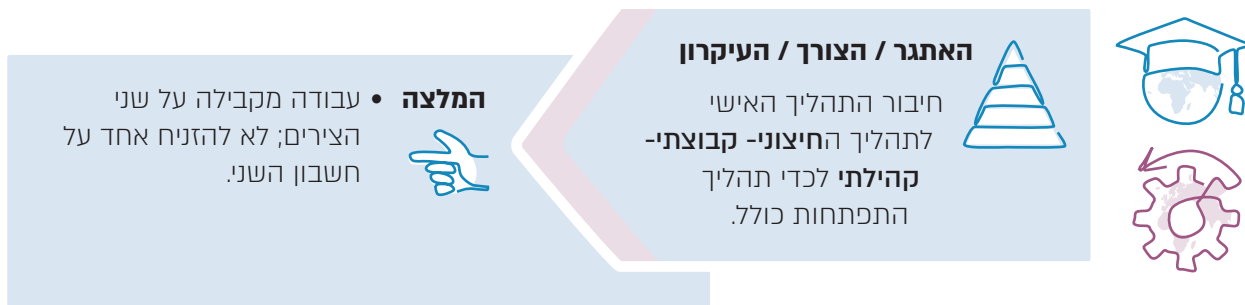 האתגר / הצורך / העיקרון
חיבור התהליך האישי
לתהליך החיצוני- קבוצתי-
קהילתי לכדי תהליך
התפתחות כולל.
המלצה • עבודה מקבילה על שני
הצירים; לא להזניח אחד על
חשבון השני.